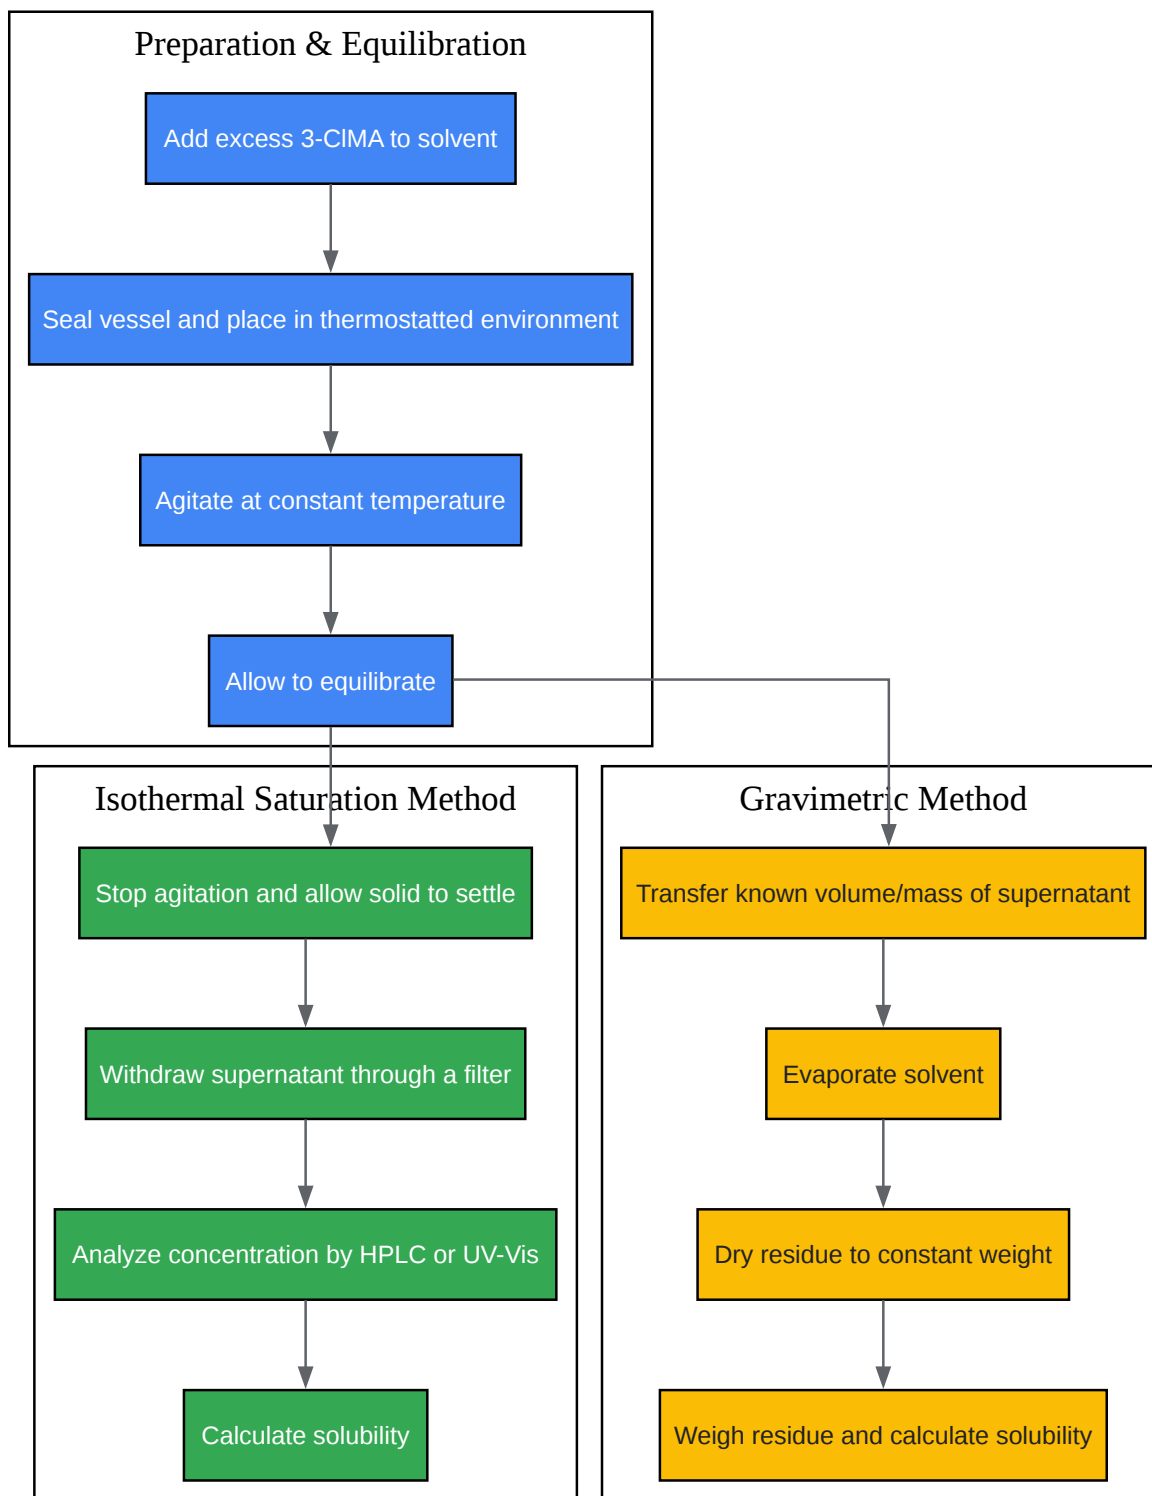 Preparation & Equilibration
Add excess 3-ClMA to solvent
Seal vessel and place in thermostatted environment
Agitate at constant temperature
Allow to equilibrate
Isothermal Saturation Method
Stop agitation and allow solid to settle
Withdraw supernatant through a filter
Analyze concentration by HPLC or UV-Vis
Calculate solubility
Gravimetric Method
Transfer known volume/mass of supernatant
Evaporate solvent
Dry residue to constant weight
Weigh residue and calculate solubility